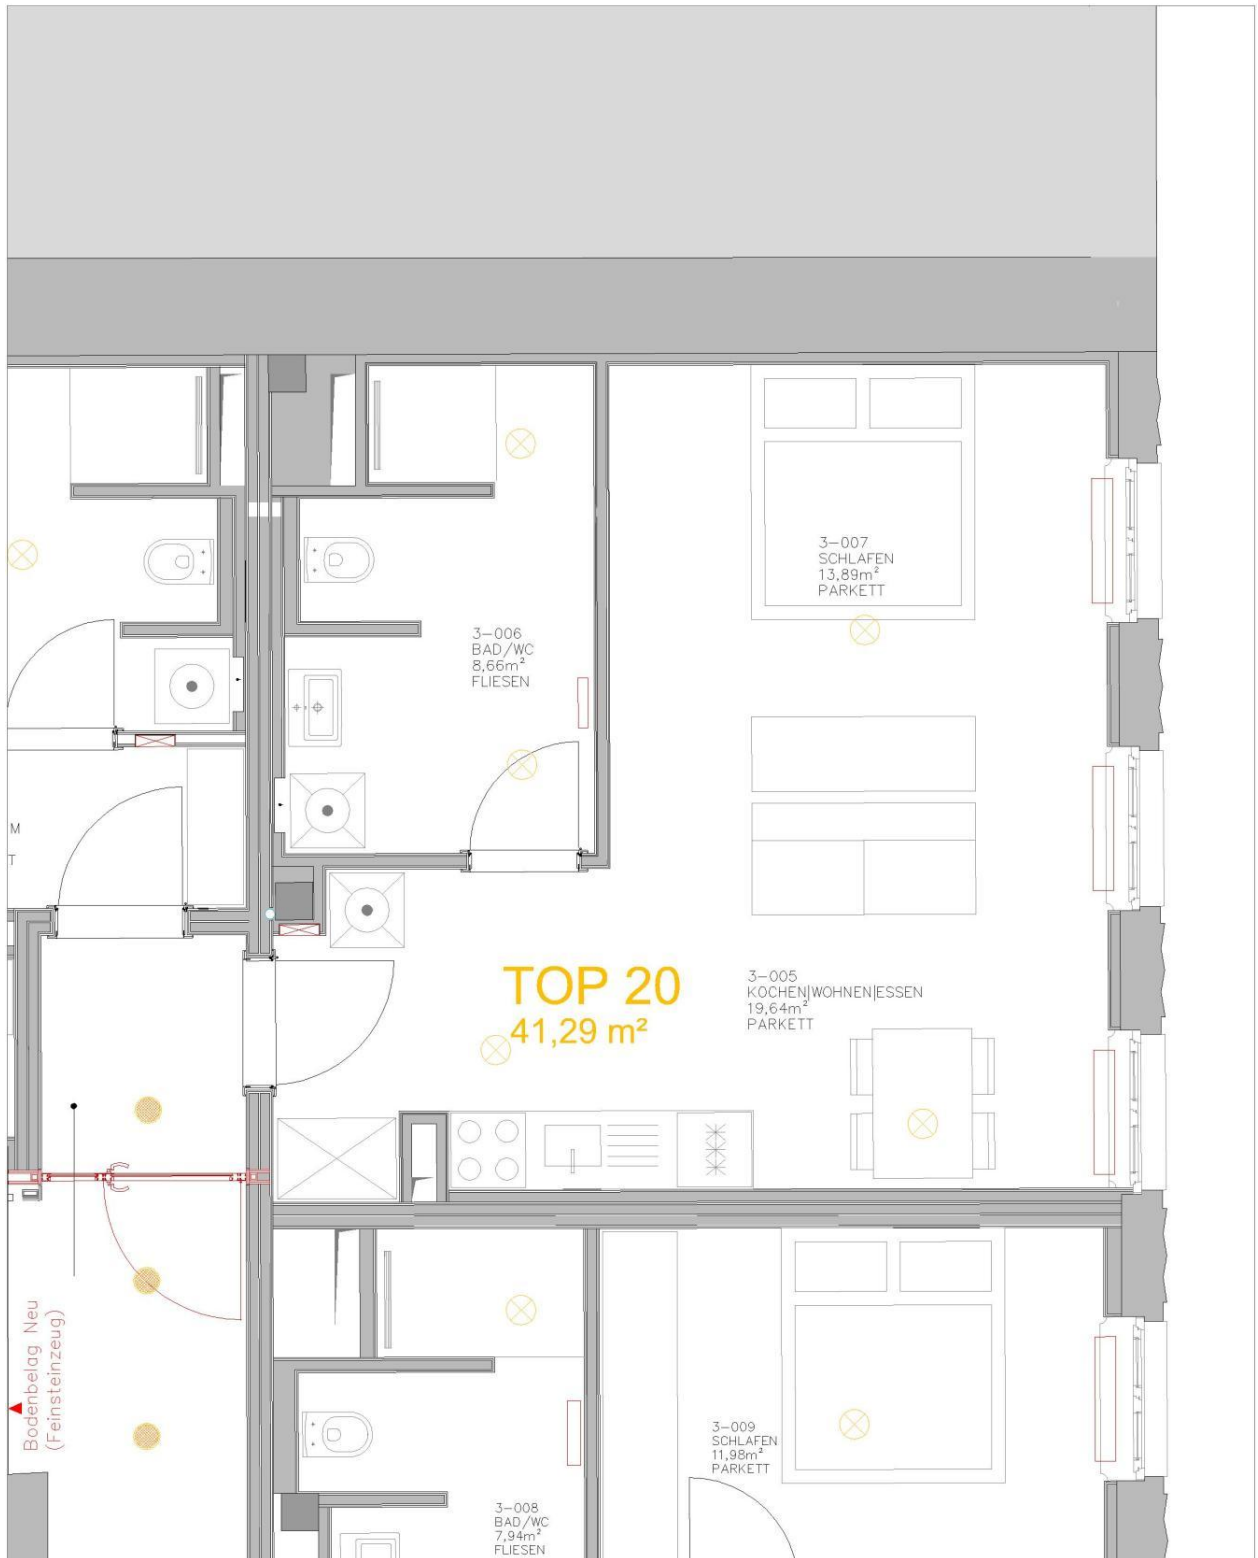 3-007
SCHLAFEN
13,89m²
PARKETT
3-006
BAD/WC
8,66m²
FLIESEN
M
T
TOP 20
41,29 m²
3-005
KOCHEN|WOHNEN|ESSEN
19,64m²
PARKETT
Bodenbelag Neu
(Feinsteinzeug)
3-009
SCHLAFEN
11,98m²
PARKETT
3-008
BAD/WC
7,94m²
FLIESEN